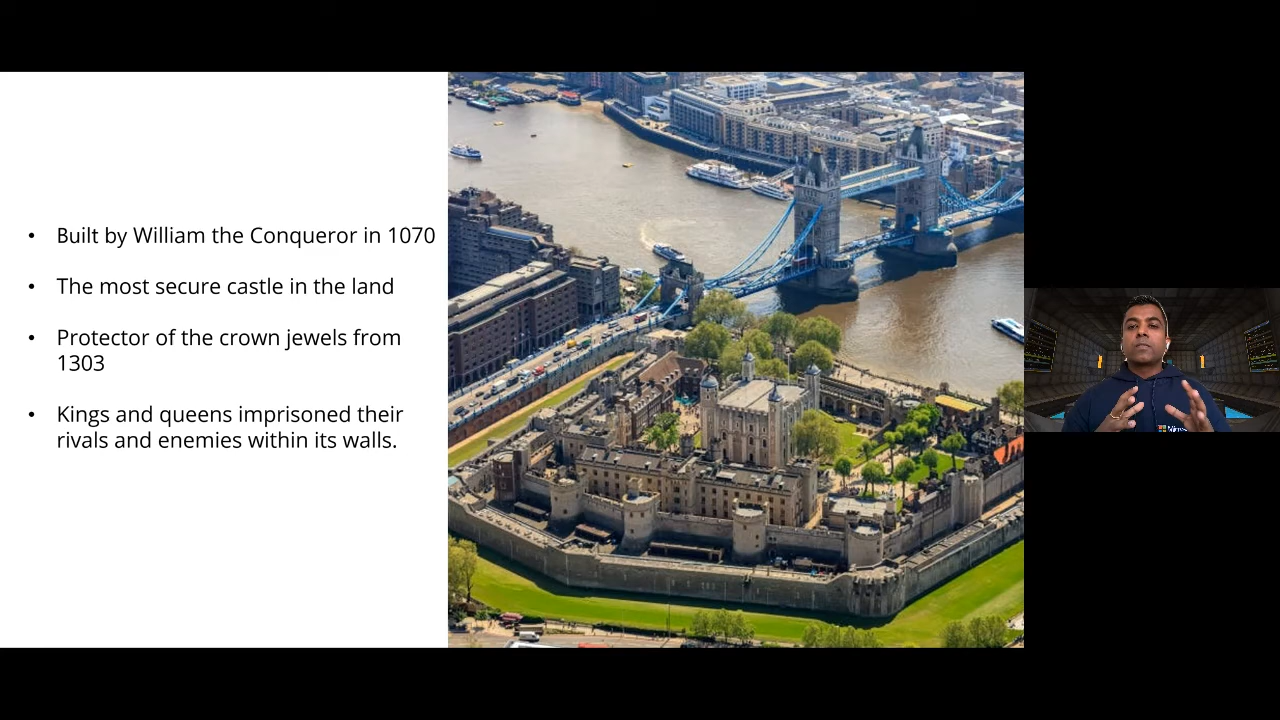 • Built by William the Conqueror in 1070
• The most secure castle in the land
• Protector of the crown jewels from
1303
• Kings and queens imprisoned their
rivals and enemies within its walls.